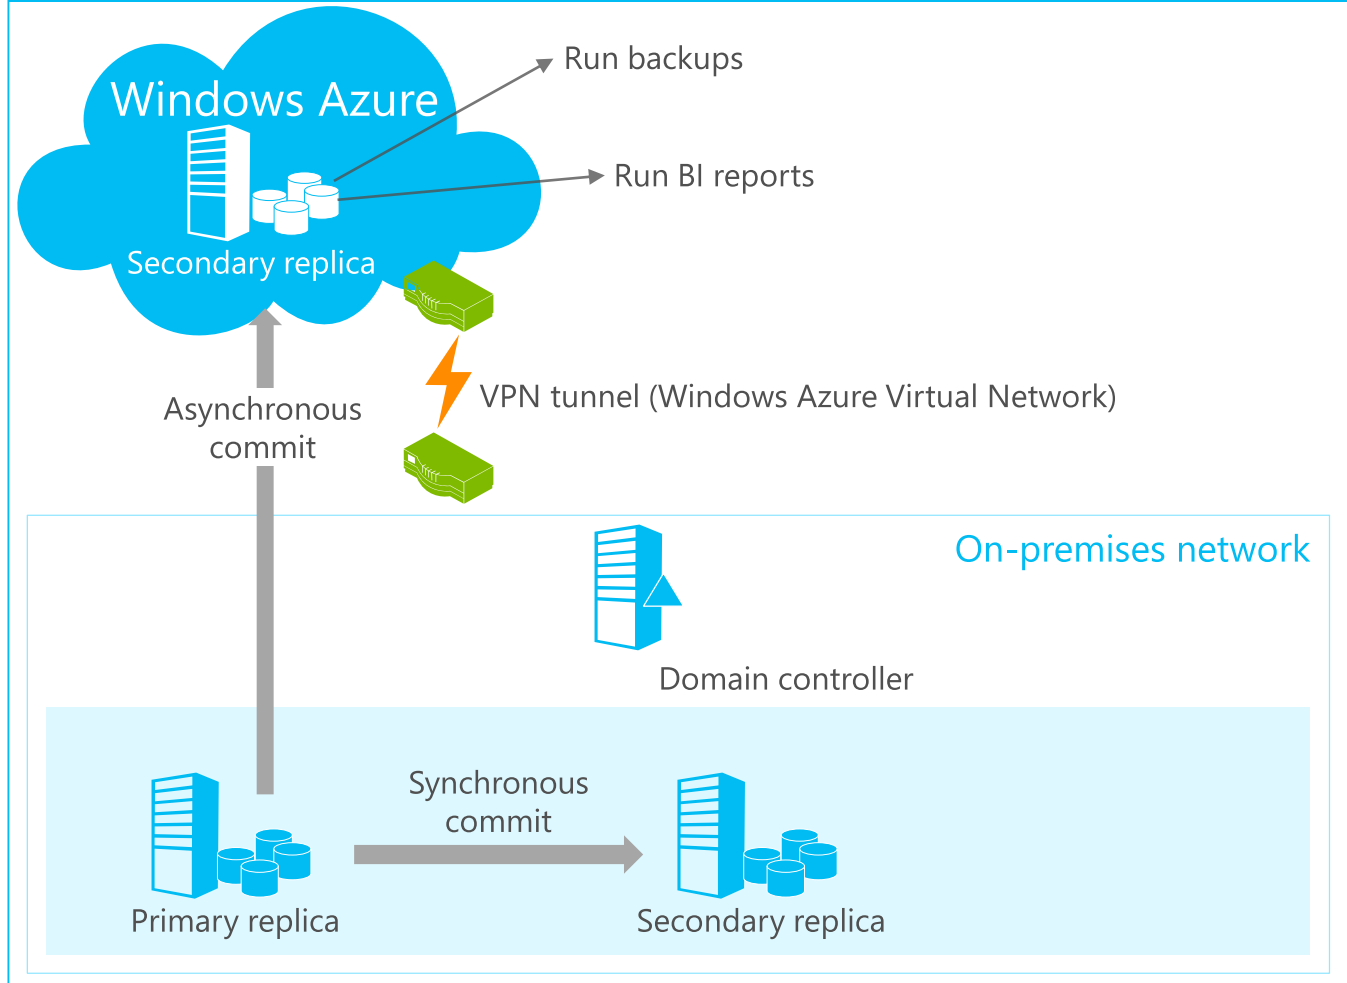 Run backups
Windows Azure
Run BI reports
Secondary replica
Asynchronous
commit
VPN tunnel (Windows Azure Virtual Network)
On-premises network
Domain controller
Synchronous
commit
Primary replica
Secondary replica